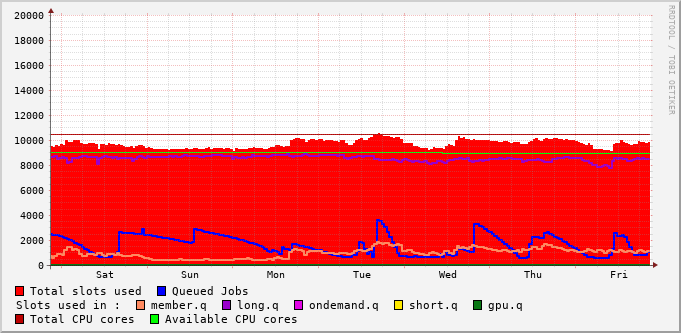 RRDTOOL / TOBI OETIKER
20000
18000
16000
14000
12000
10000
8000
6000
4000
2000
0
Sat Sun Mon Tue Wed Thu Fri
Total slots used Queued Jobs
Slots used in : member.q long.q ondemand.q short.q gpu.q
Total CPU cores Available CPU cores